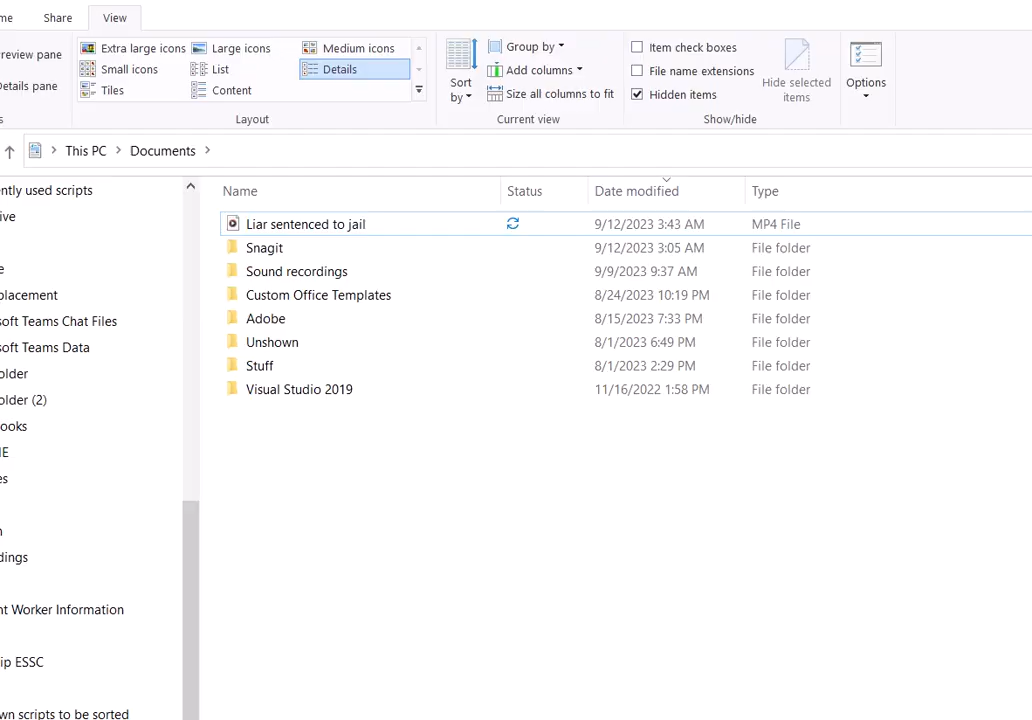 me Share View
review pane
Extra large icons Large icons Medium icons
Small icons List Details
etails pane
Tiles Content
s Layout
Sort by
Group by
Add columns
Size all columns to fit
Current view
Item check boxes
File name extensions
Hidden items
Hide selected items
Show/hide
Options
This PC > Documents >
ently used scripts
ive
e
placement
soft Teams Chat Files
soft Teams Data
older
older (2)
ooks
IE
es
n
dings
nt Worker Information
ip ESSC
wn scripts to be sorted
Name Status Date modified Type
Liar sentenced to jail 9/12/2023 3:43 AM MP4 File
Snagit 9/12/2023 3:05 AM File folder
Sound recordings 9/9/2023 9:37 AM File folder
Custom Office Templates 8/24/2023 10:19 PM File folder
Adobe 8/15/2023 7:33 PM File folder
Unshown 8/1/2023 6:49 PM File folder
Stuff 8/1/2023 2:29 PM File folder
Visual Studio 2019 11/16/2022 1:58 PM File folder